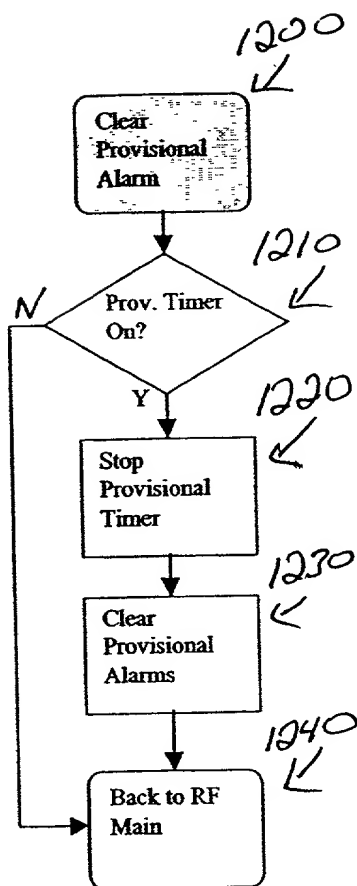 1200
Clear
Provisional
Alarm
1210
Prov. Timer
On?
N
Y
1220
Stop
Provisional
Timer
1230
Clear
Provisional
Alarms
1240
Back to RF
Main